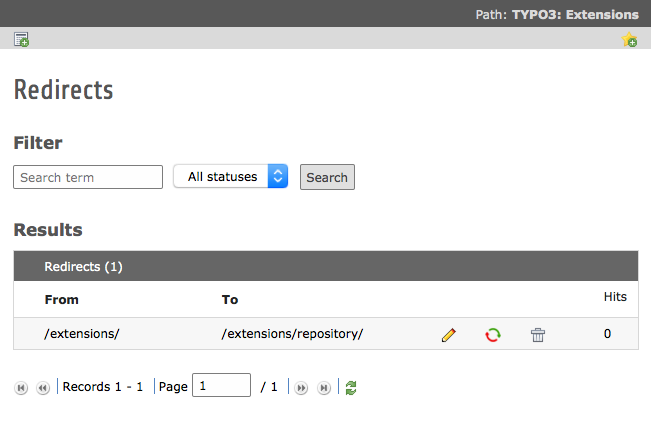 Path: TYPO3: Extensions
Redirects
Filter
Search term All statuses Search
Results
Redirects (1)
From To Hits
/extensions/ /extensions/repository/ 0
Records 1 - 1 Page 1 / 1